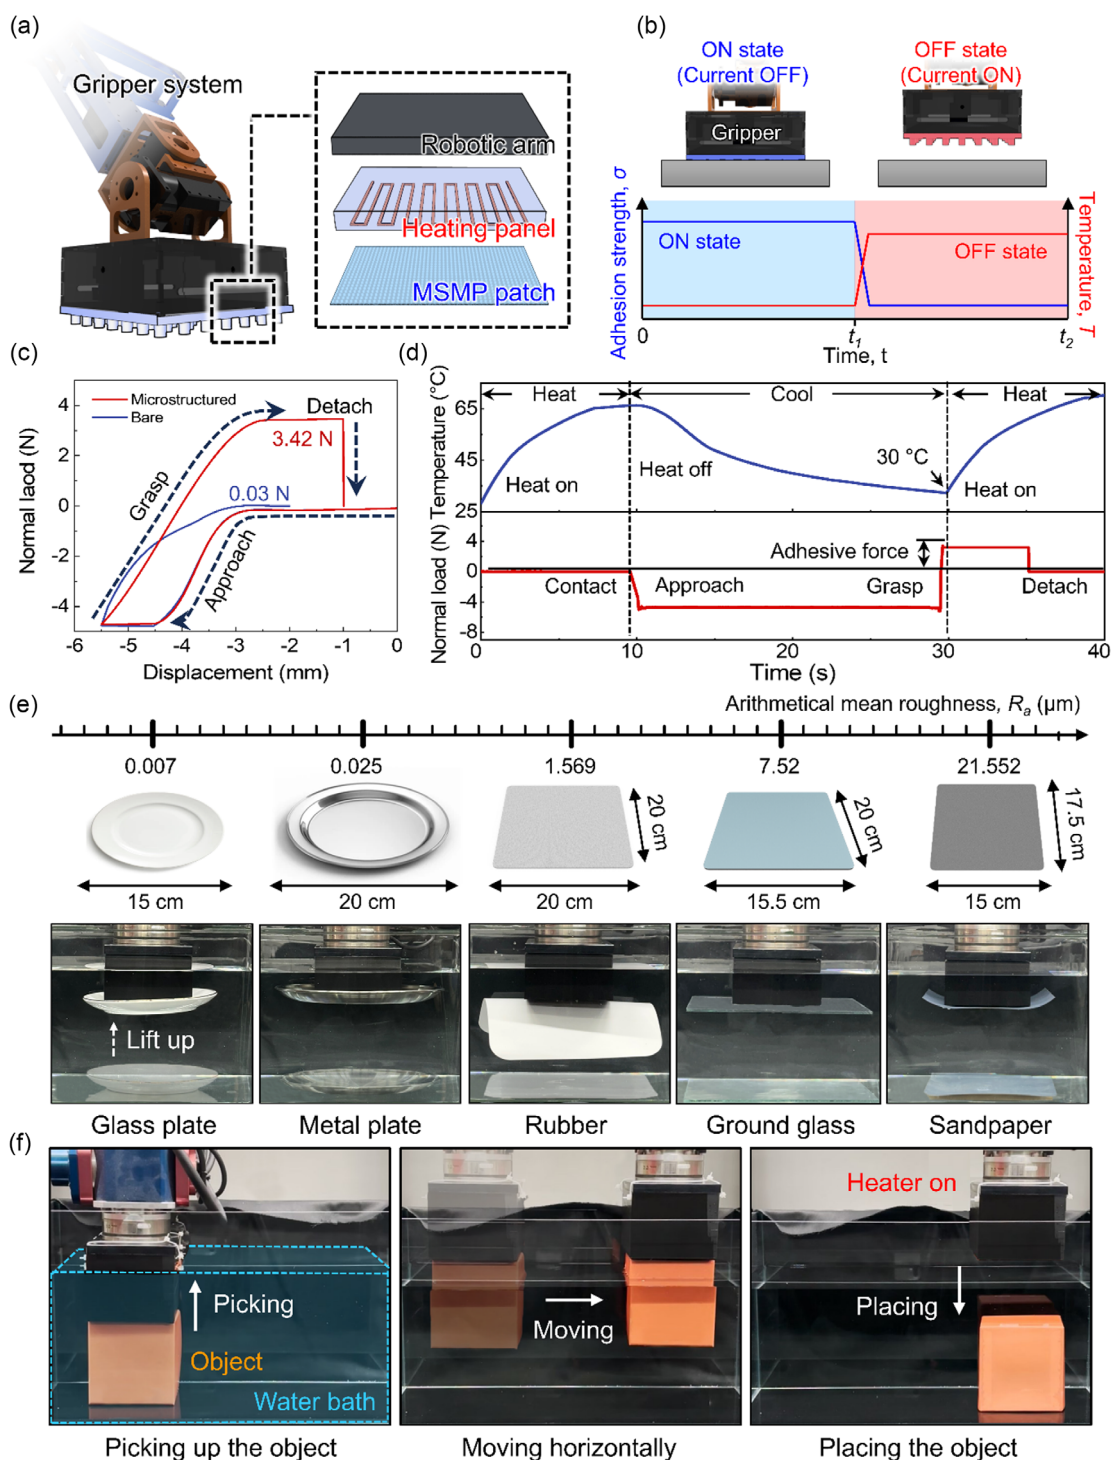 (a)
Gripper system
Robotic arm
Heating panel
MSMP patch
(b)
ON state
(Current OFF)
OFF state
(Current ON)
Gripper
Adhesion strength, σ
ON state
OFF state
Temperature, T
0
t1
t2
Time, t
(c)
Normal laod (N)
4
2
0
-2
-4
Microstructured
Bare
Detach
3.42 N
0.03 N
Grasp
Approach
-6
-5
-4
-3
-2
-1
0
Displacement (mm)
(d)
Temperature (°C)
65
45
25
Heat
Cool
Heat
Heat on
Heat off
30 °C
Heat on
Normal load (N)
4
0
-4
-8
Adhesive force
Contact
Approach
Grasp
Detach
0
10
20
30
40
Time (s)
(e)
Arithmetical mean roughness, Ra (μm)
0.007
0.025
1.569
7.52
21.552
20 cm
20 cm
17.5 cm
15 cm
20 cm
20 cm
15.5 cm
15 cm
Lift up
Glass plate
Metal plate
Rubber
Ground glass
Sandpaper
(f)
Picking
Object
Water bath
Moving
Heater on
Placing
Picking up the object
Moving horizontally
Placing the object